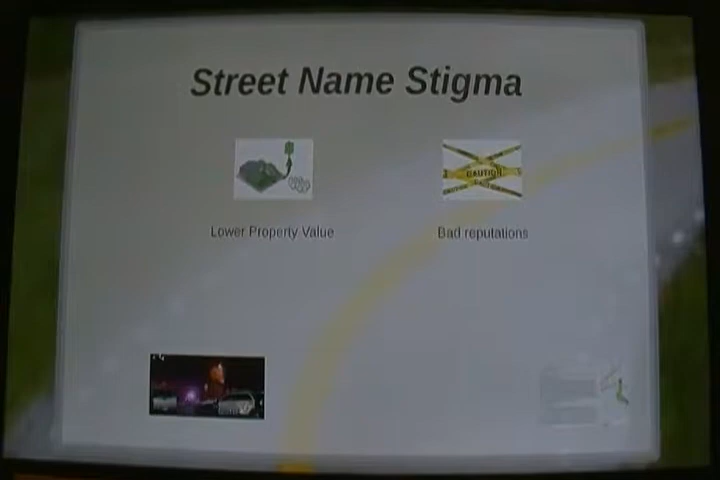 Street Name Stigma
CAUTION
Lower Property Value
Bad reputations